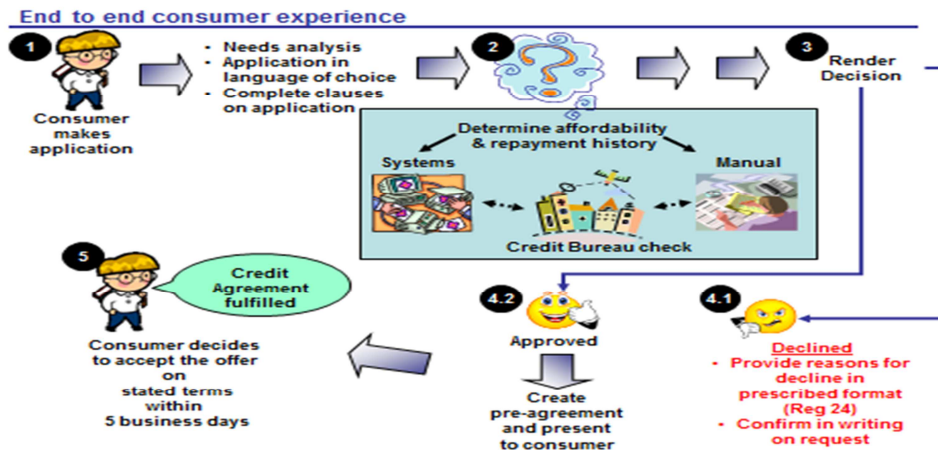 End to end consumer experience
1
Consumer
makes
application
• Needs analysis
• Application in
language of choice
• Complete clauses
on application
2
3
Render
Decision
Determine affordability
& repayment history
Systems
Manual
Credit Bureau check
4.1
Declined
• Provide reasons for
decline in
prescribed format
(Reg 24)
• Confirm in writing
on request
4.2
Approved
Create
pre-agreement
and present
to consumer
5
Credit
Agreement
fulfilled
Consumer decides
to accept the offer
on
stated terms
within
5 business days